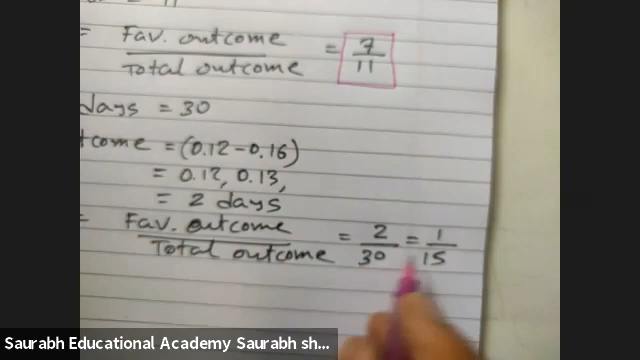 = 11
= Fav. outcome / Total outcome = 7/11
days = 30
tcome = (0.12-0.16)
= 0.12, 0.13,
= 2 days
= Fav. outcome / Total outcome = 2/30 = 1/15
Saurabh Educational Academy Saurabh sh...